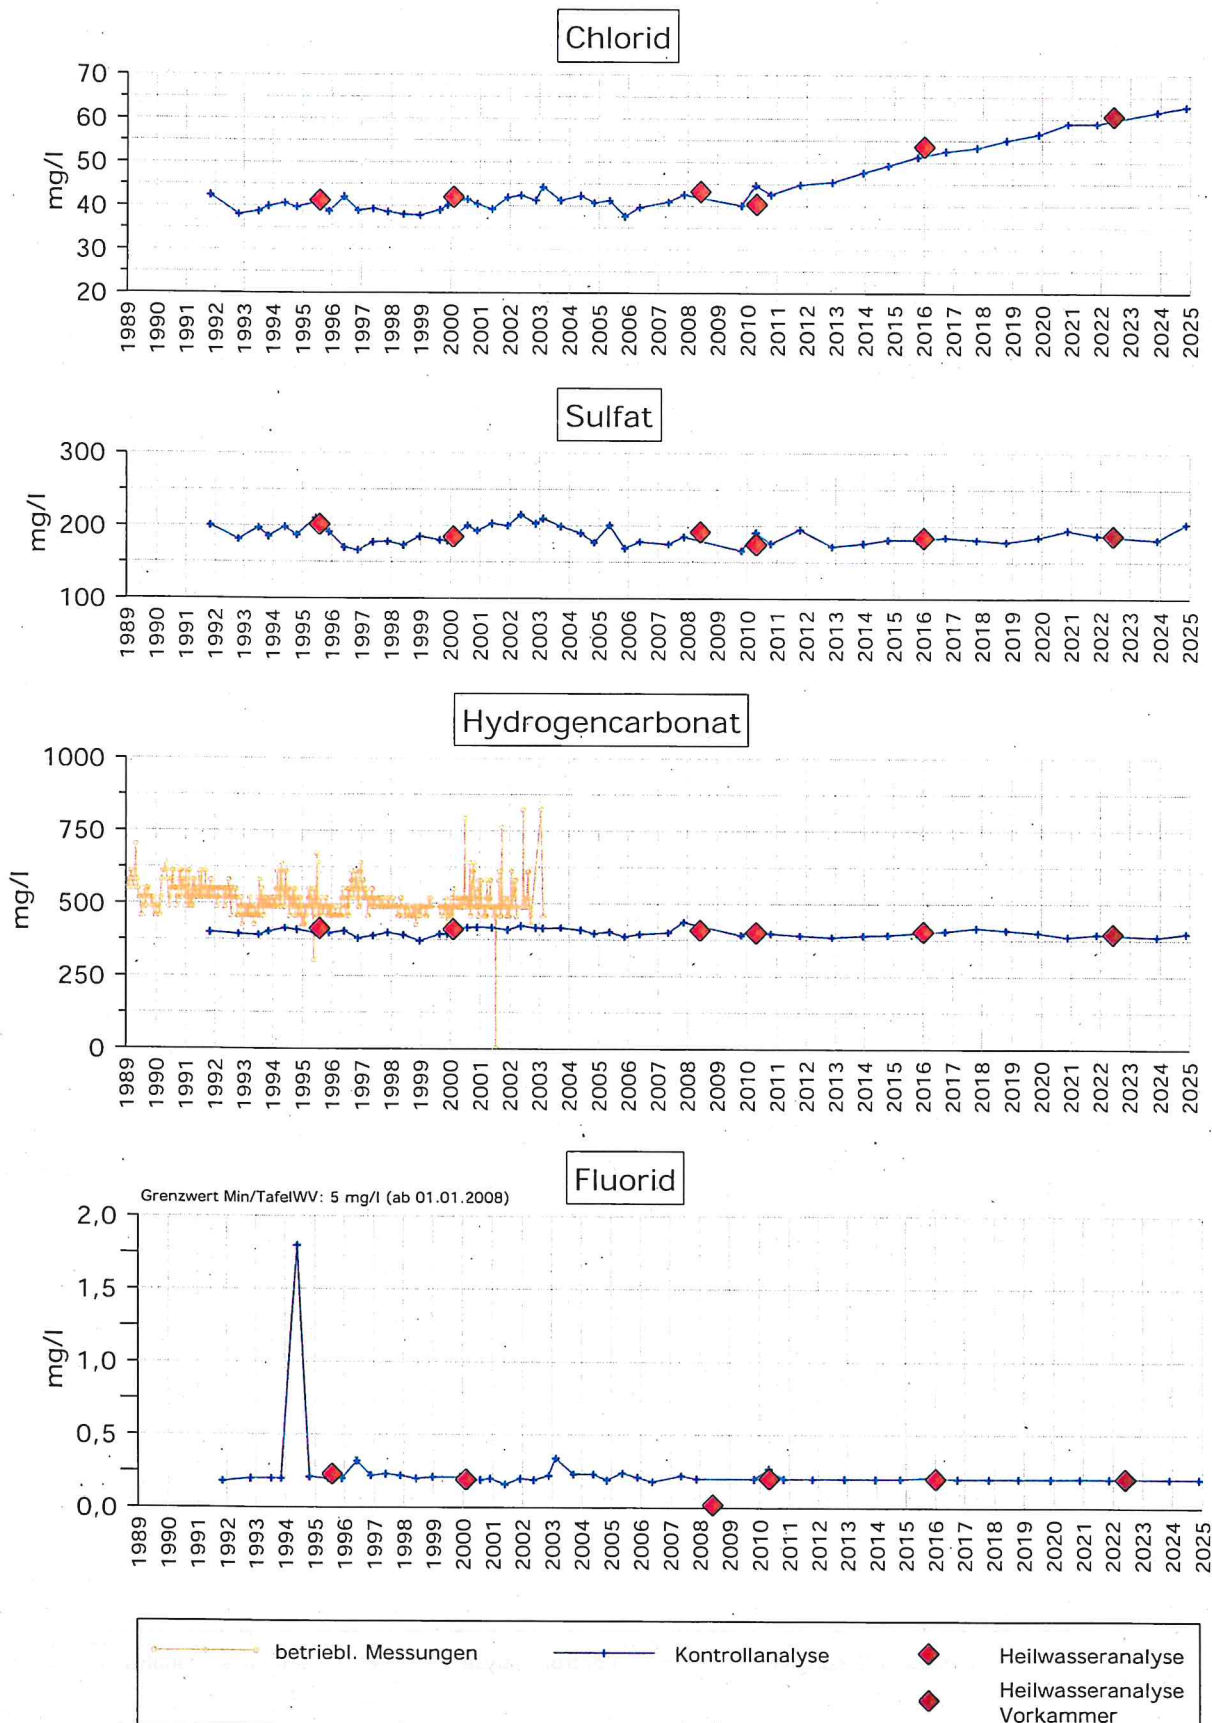 Chlorid
70
60
50
40
30
20
mg/l
1989 1990 1991 1992 1993 1994 1995 1996 1997 1998 1999 2000 2001 2002 2003 2004 2005 2006 2007 2008 2009 2010 2011 2012 2013 2014 2015 2016 2017 2018 2019 2020 2021 2022 2023 2024 2025
Sulfat
300
200
100
mg/l
1989 1990 1991 1992 1993 1994 1995 1996 1997 1998 1999 2000 2001 2002 2003 2004 2005 2006 2007 2008 2009 2010 2011 2012 2013 2014 2015 2016 2017 2018 2019 2020 2021 2022 2023 2024 2025
Hydrogencarbonat
1000
750
500
250
0
mg/l
1989 1990 1991 1992 1993 1994 1995 1996 1997 1998 1999 2000 2001 2002 2003 2004 2005 2006 2007 2008 2009 2010 2011 2012 2013 2014 2015 2016 2017 2018 2019 2020 2021 2022 2023 2024 2025
Fluorid
Grenzwert Min/TafelWV: 5 mg/l (ab 01.01.2008)
2,0
1,5
1,0
0,5
0,0
mg/l
1989 1990 1991 1992 1993 1994 1995 1996 1997 1998 1999 2000 2001 2002 2003 2004 2005 2006 2007 2008 2009 2010 2011 2012 2013 2014 2015 2016 2017 2018 2019 2020 2021 2022 2023 2024 2025
betriebl. Messungen
Kontrollanalyse
Heilwasseranalyse
Heilwasseranalyse
Vorkammer